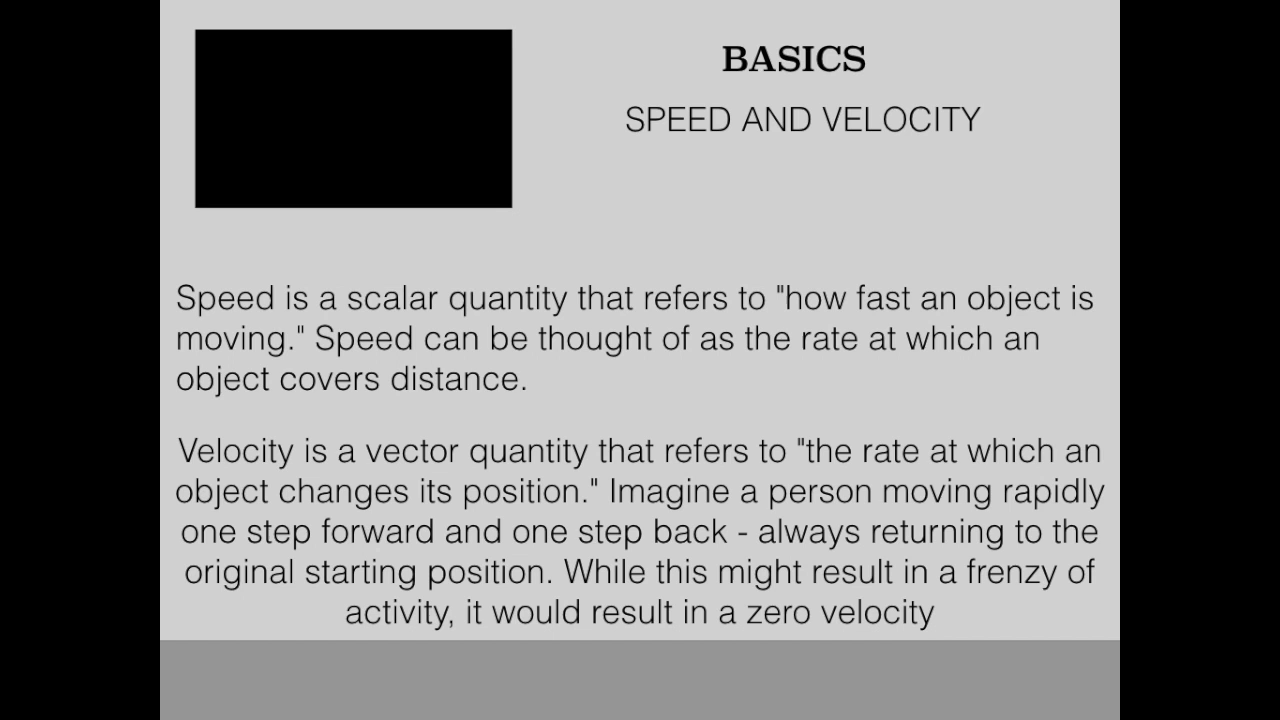 BASICS
SPEED AND VELOCITY
Speed is a scalar quantity that refers to "how fast an object is
moving." Speed can be thought of as the rate at which an
object covers distance.
Velocity is a vector quantity that refers to "the rate at which an
object changes its position." Imagine a person moving rapidly
one step forward and one step back - always returning to the
original starting position. While this might result in a frenzy of
activity, it would result in a zero velocity